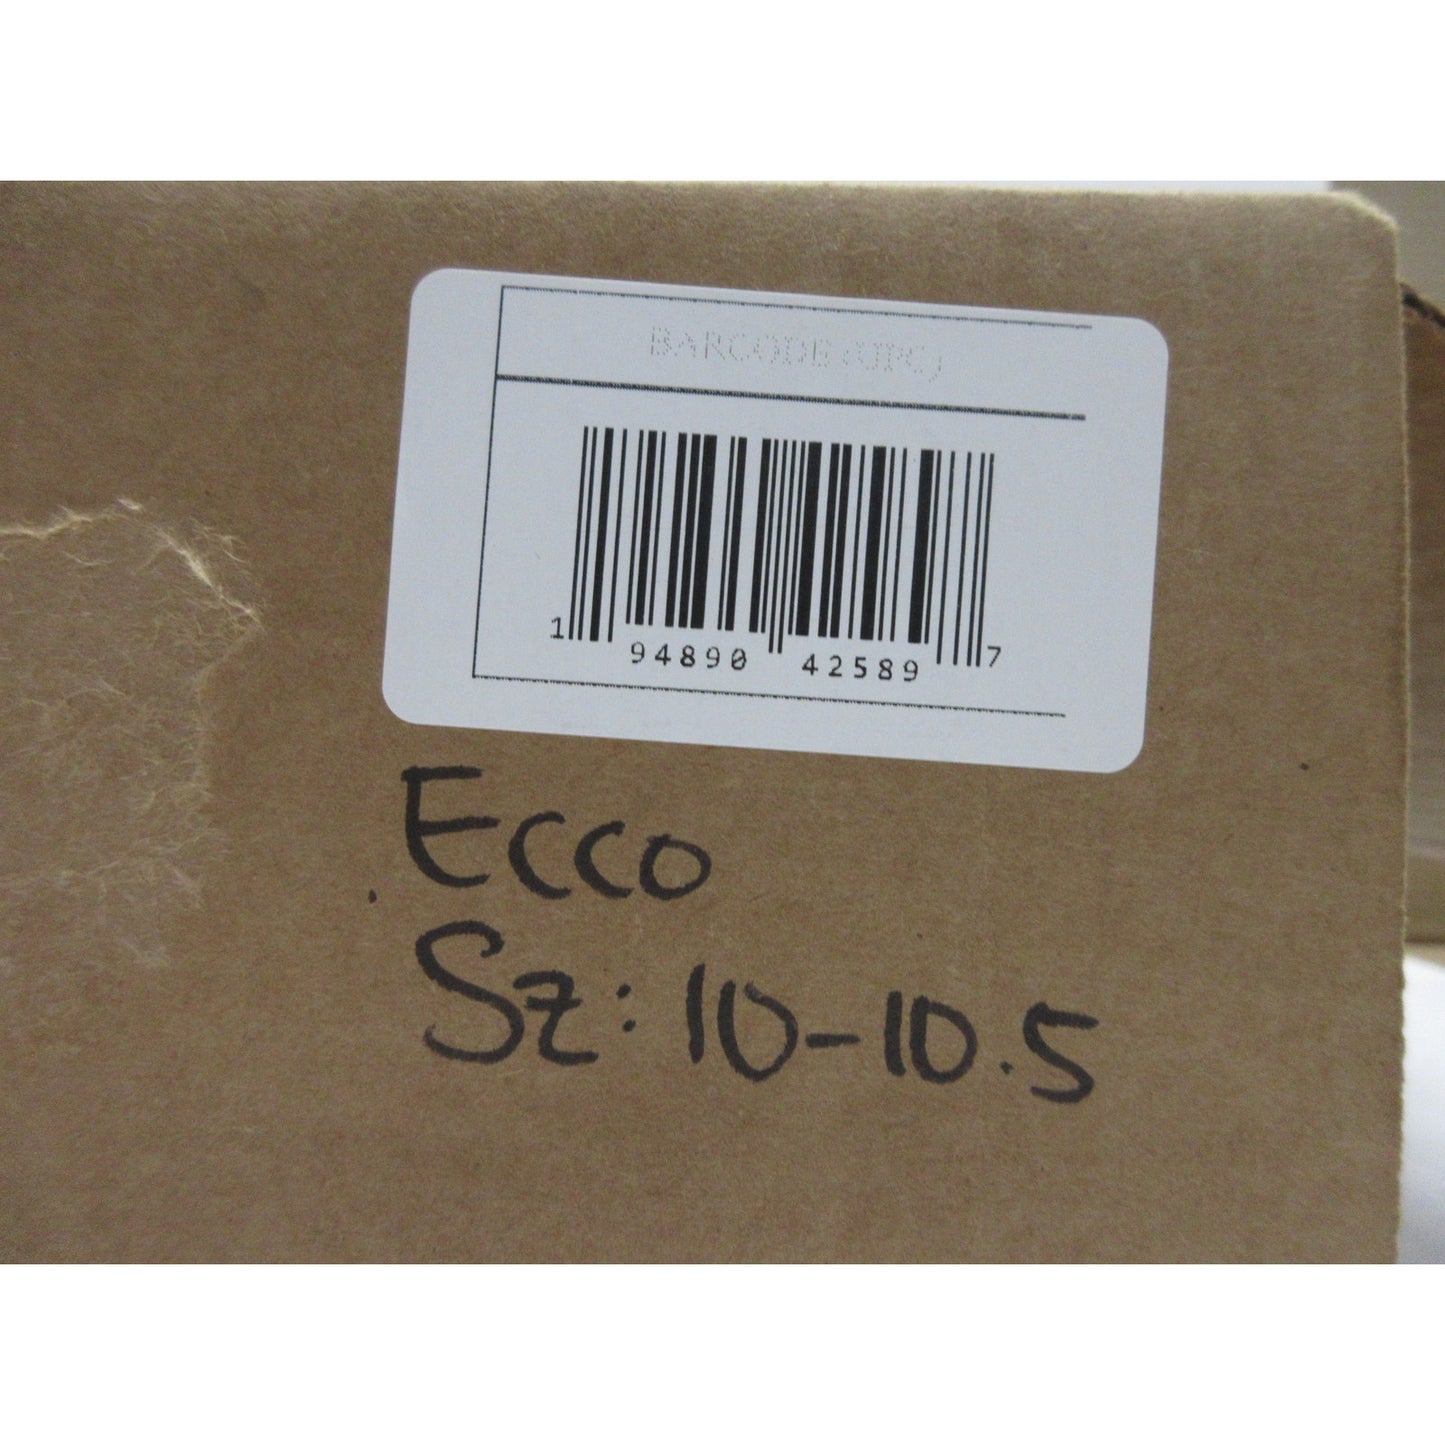 BARCODE (UPC)
1 94890 42589 7
Ecco
Sz: 10-10.5